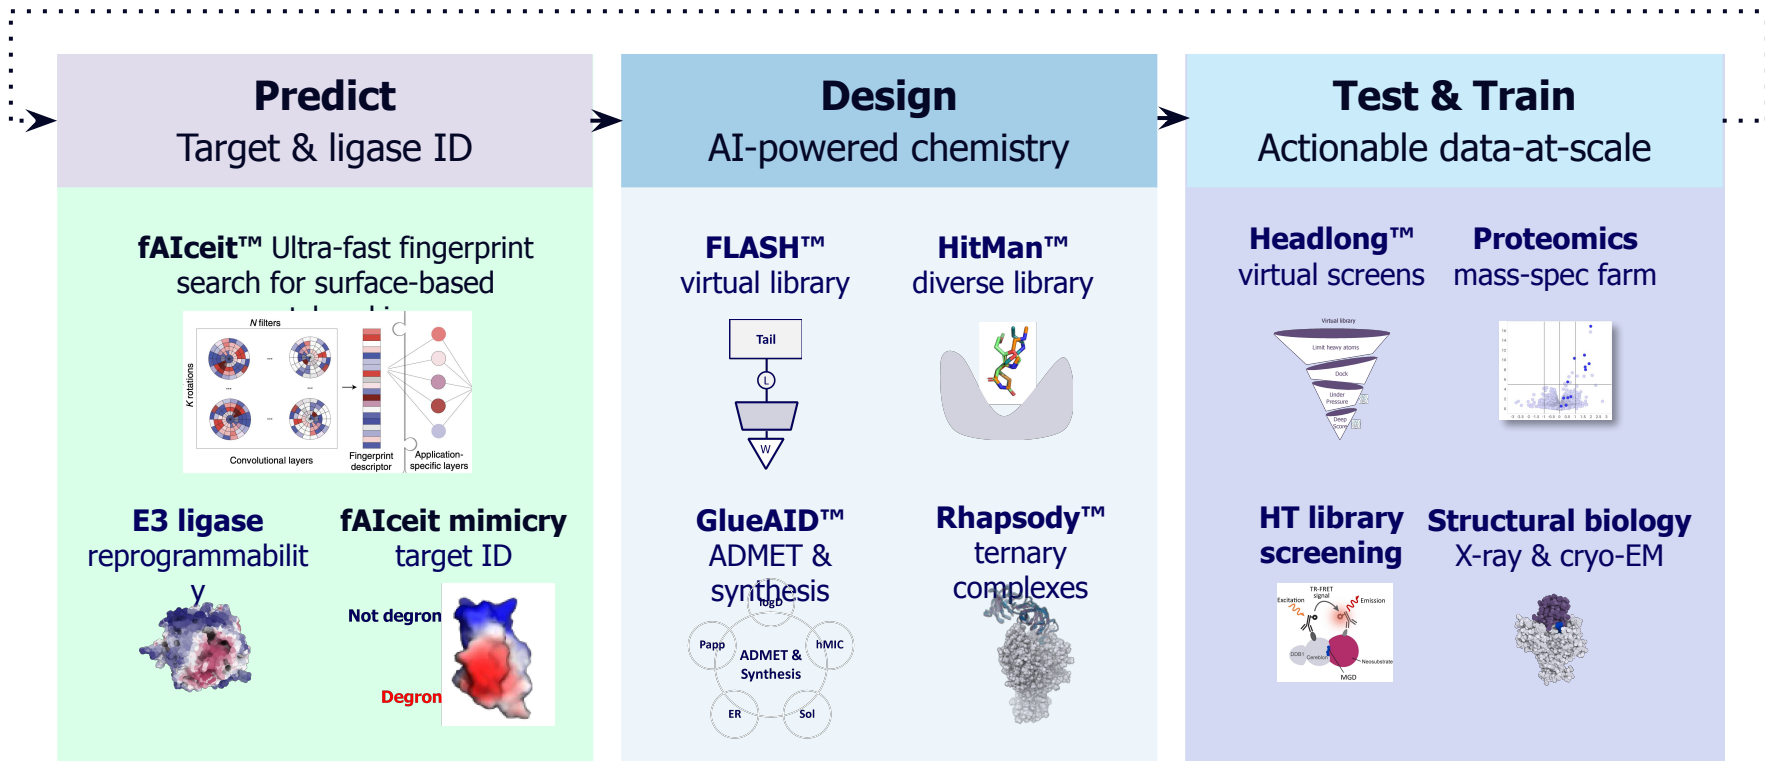 Predict
Target & ligase ID
fAIceit™ Ultra-fast fingerprint
search for surface-based
N filters
K rotations
...
...
...
...
Convolutional layers
Fingerprint
descriptor
Application-
specific layers
E3 ligase
reprogrammabilit
y
fAIceit mimicry
target ID
Not degron
Degron
Design
AI-powered chemistry
FLASH™
virtual library
Tail
L
W
HitMan™
diverse library
GlueAID™
ADMET &
synthesis
logD
Papp
hMIC
ADMET &
Synthesis
ER
Sol
Rhapsody™
ternary
complexes
Test & Train
Actionable data-at-scale
Headlong™
virtual screens
Virtual library
Limit heavy atoms
Dock
Under
Pressure
Deep
Score
Proteomics
mass-spec farm
HT library
screening
TR-FRET
signal
Excitation
Emission
DDB1
Cereblon
Neosubstrate
MGD
Structural biology
X-ray & cryo-EM